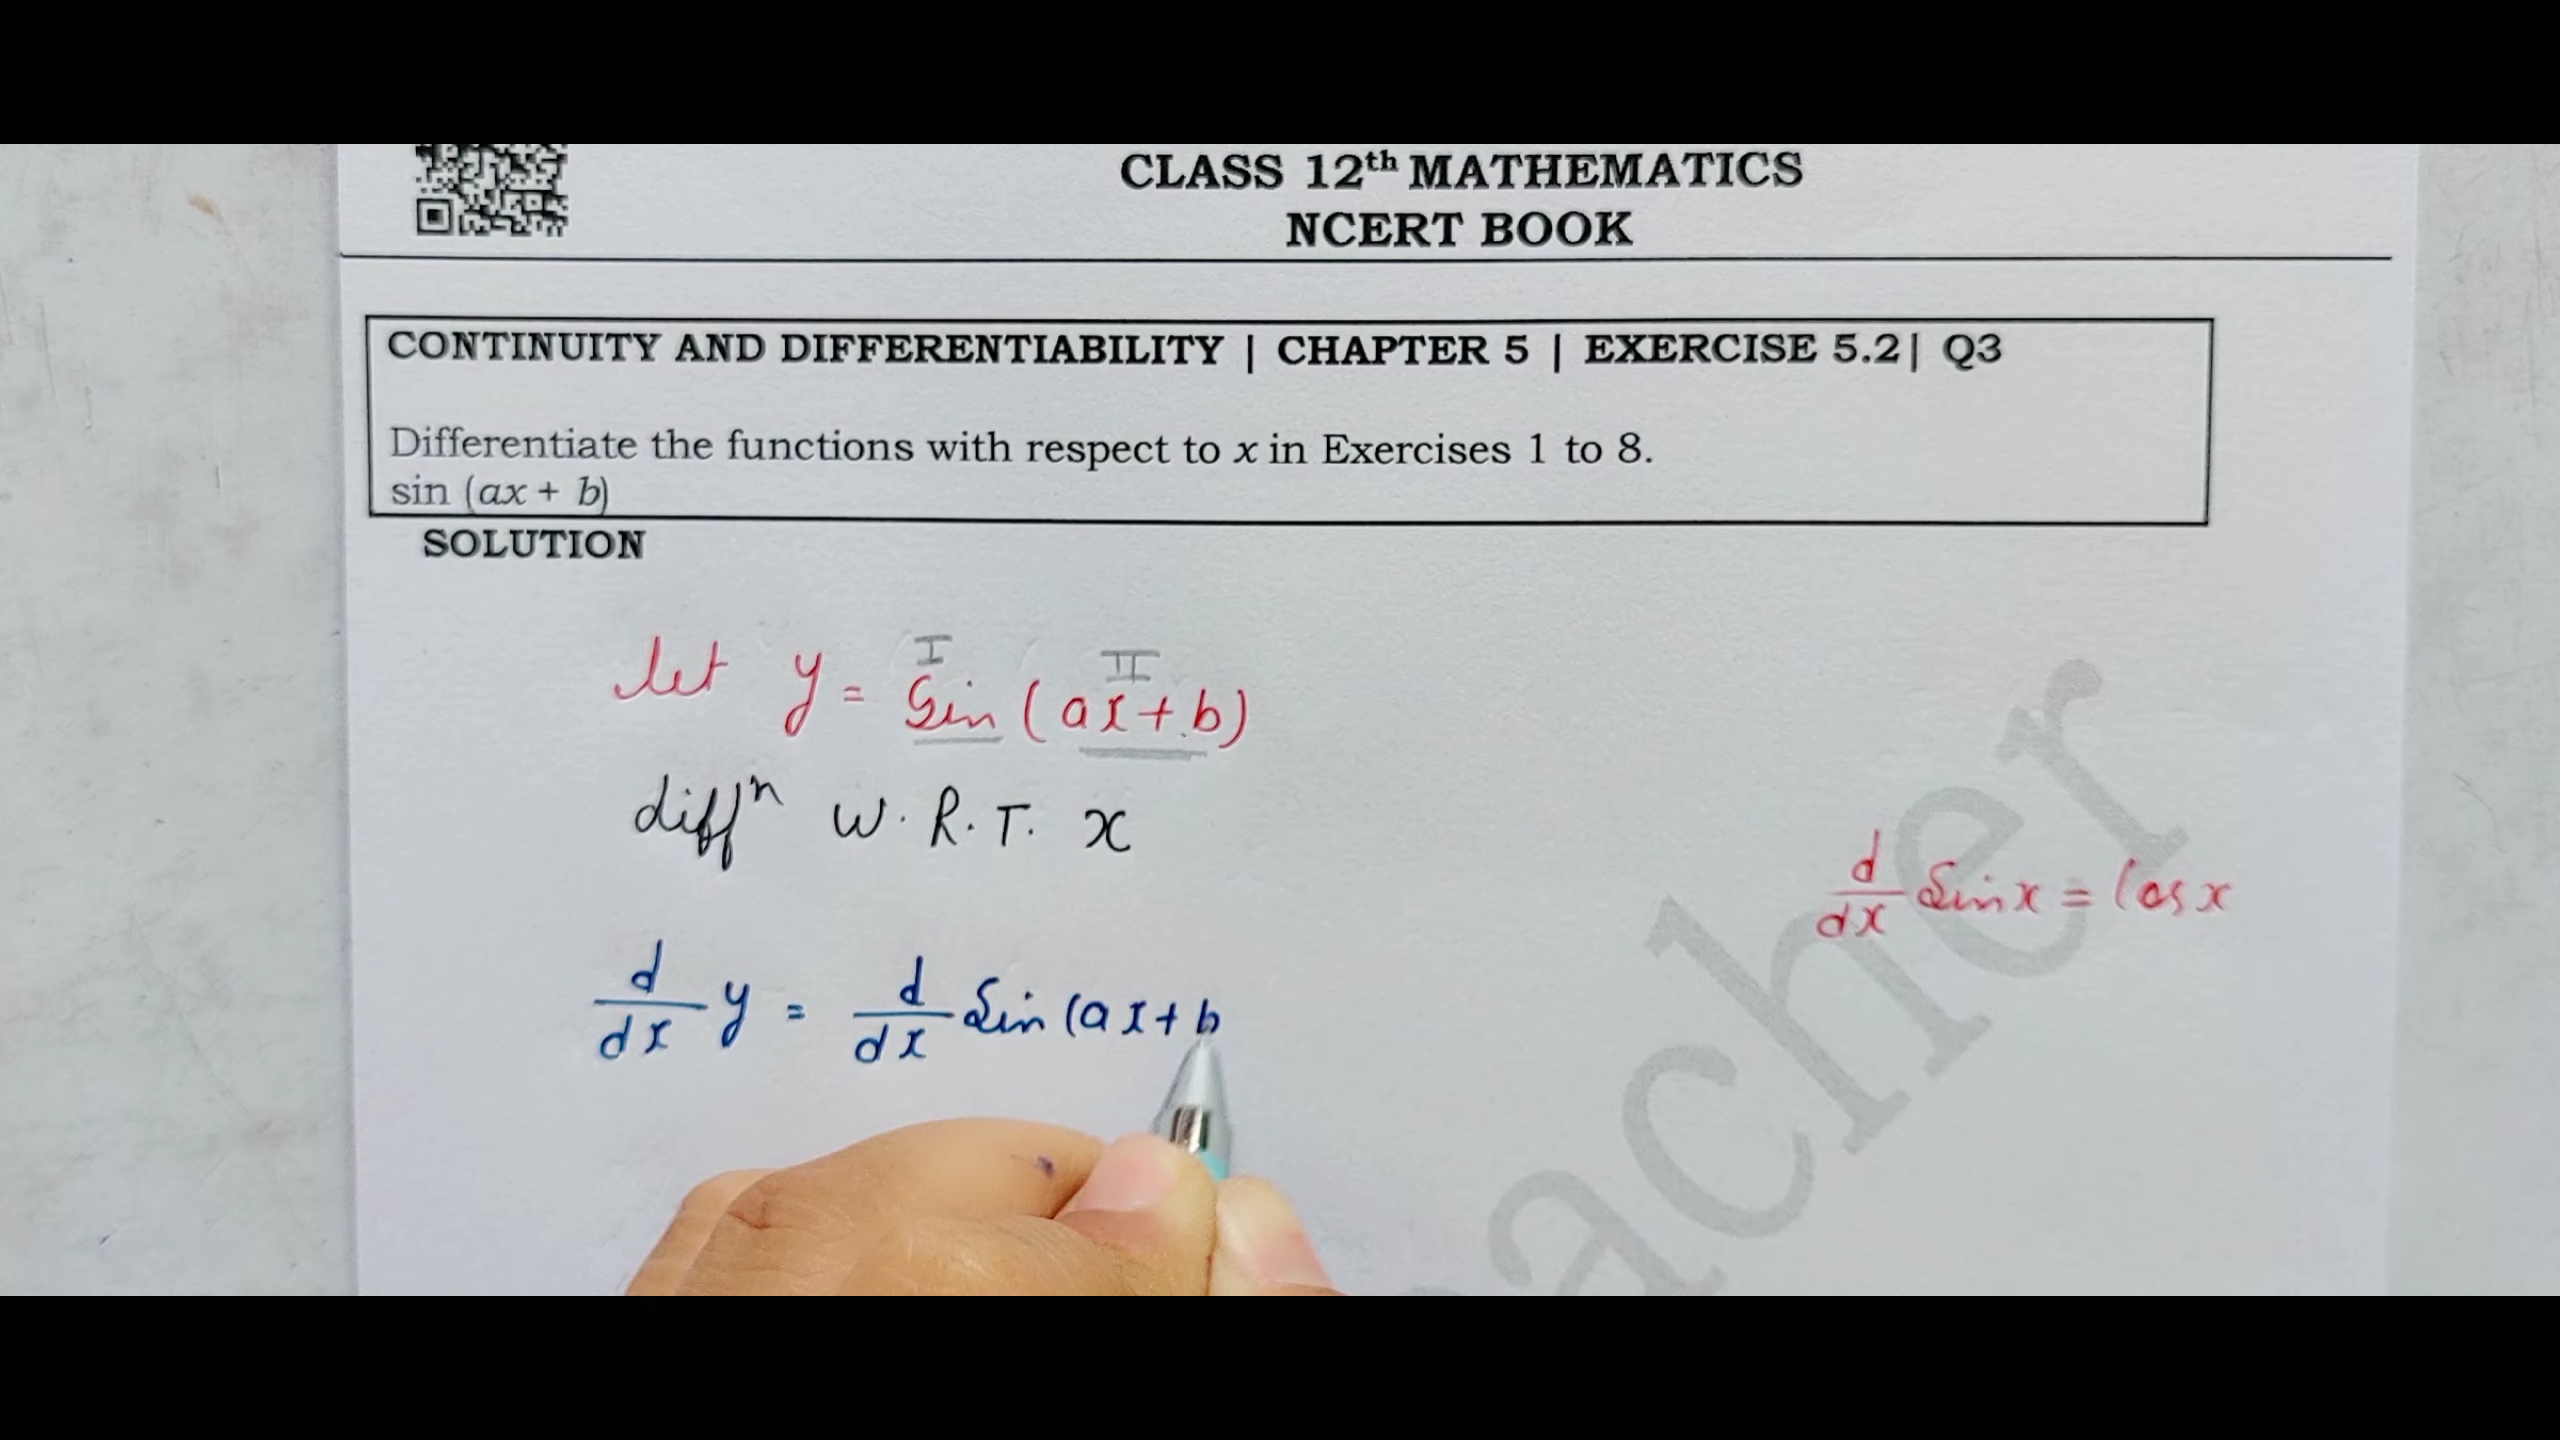 CLASS 12th MATHEMATICS
NCERT BOOK
CONTINUITY AND DIFFERENTIABILITY | CHAPTER 5 | EXERCISE 5.2| Q3
Differentiate the functions with respect to x in Exercises 1 to 8.
sin (ax + b)
SOLUTION
I II
let y = Sin (ax+b)
diffⁿ W.R.T. x
d/dx Sinx = Cosx
d/dx y = d/dx Sin (ax+b
acher